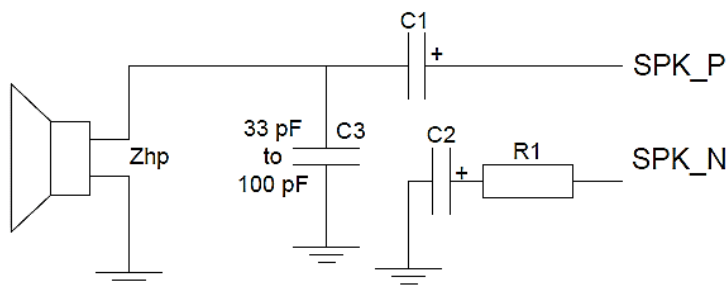 C1
+
SPK_P
33 pF
to
100 pF
C3
Zhp
C2
+
R1
SPK_N